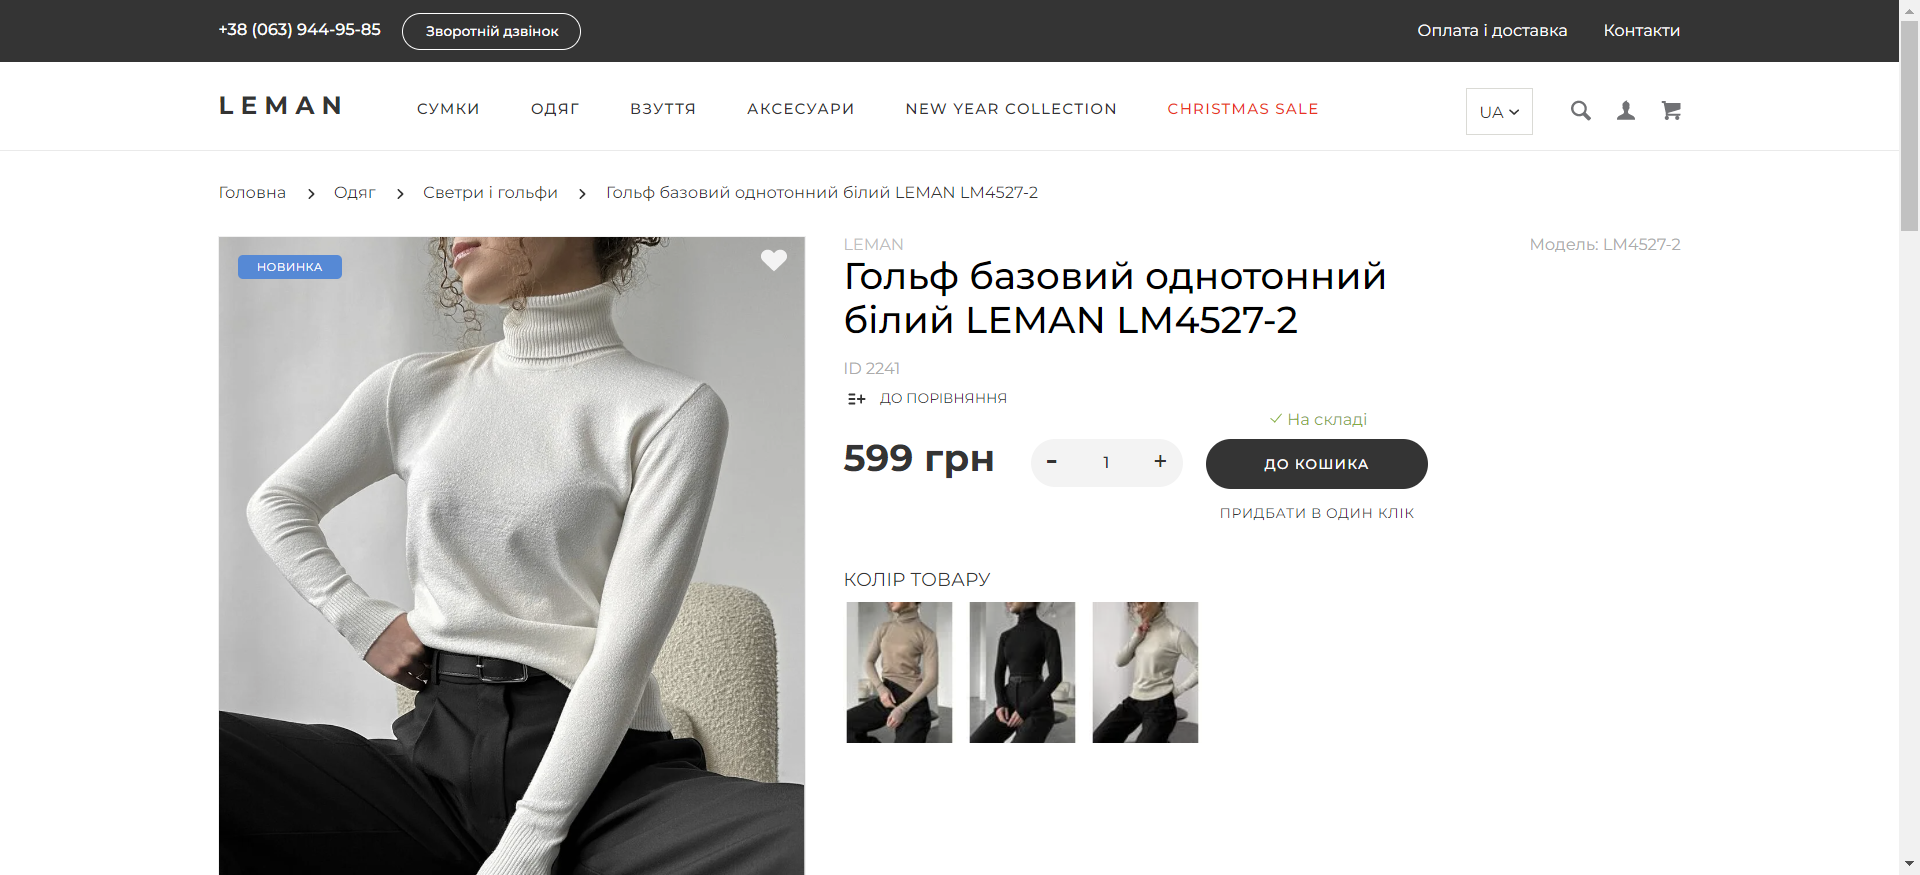 +38 (063) 944-95-85
Зворотній дзвінок
Оплата і доставка
Контакти
LEMAN
СУМКИ
ОДЯГ
ВЗУТТЯ
АКСЕСУАРИ
NEW YEAR COLLECTION
CHRISTMAS SALE
UA
Головна
Одяг
Светри і гольфи
Гольф базовий однотонний білий LEMAN LM4527-2
НОВИНКА
LEMAN
Модель: LM4527-2
Гольф базовий однотонний
білий LEMAN LM4527-2
ID 2241
ДО ПОРІВНЯННЯ
На складі
599 грн
- 1 +
ДО КОШИКА
ПРИДБАТИ В ОДИН КЛІК
КОЛІР ТОВАРУ